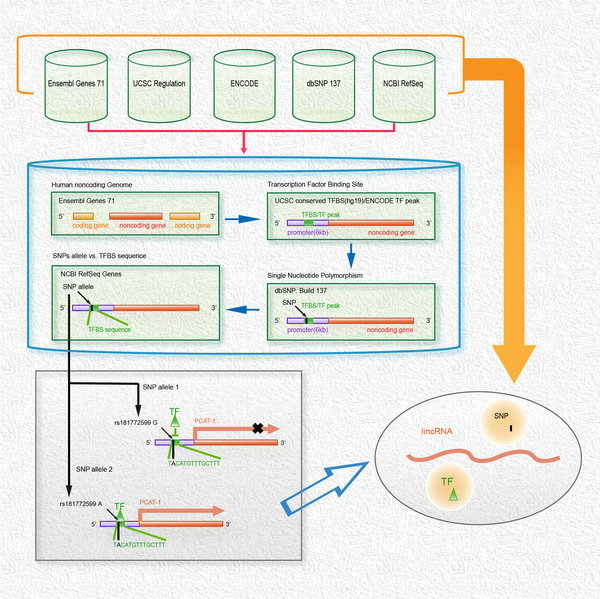 Ensembl Genes 71
UCSC Regulation
ENCODE
dbSNP 137
NCBI RefSeq
Human noncoding Genome
Ensembl Genes 71
5' 3'
coding gene noncoding gene coding gene
Transcription Factor Binding Site
UCSC conserved TFBS(hg19)/ENCODE TF peak
TFBS/TF peak
5' 3'
promoter(6kb) noncoding gene
SNPs allele vs. TFBS sequence
NCBI RefSeq Genes
SNP allele
5' 3'
TFBS sequence
Single Nucleotide Polymorphism
dbSNP: Build 137
SNP TFBS/TF peak
5' 3'
promoter(6kb) noncoding gene
SNP allele 1
TF
rs181772599 G
PCAT-1
5' 3'
TACATGTTTGCTTT
SNP allele 2
rs181772599 A
TF
PCAT-1
5' 3'
TACATGTTTGCTTT
SNP
lincRNA
TF